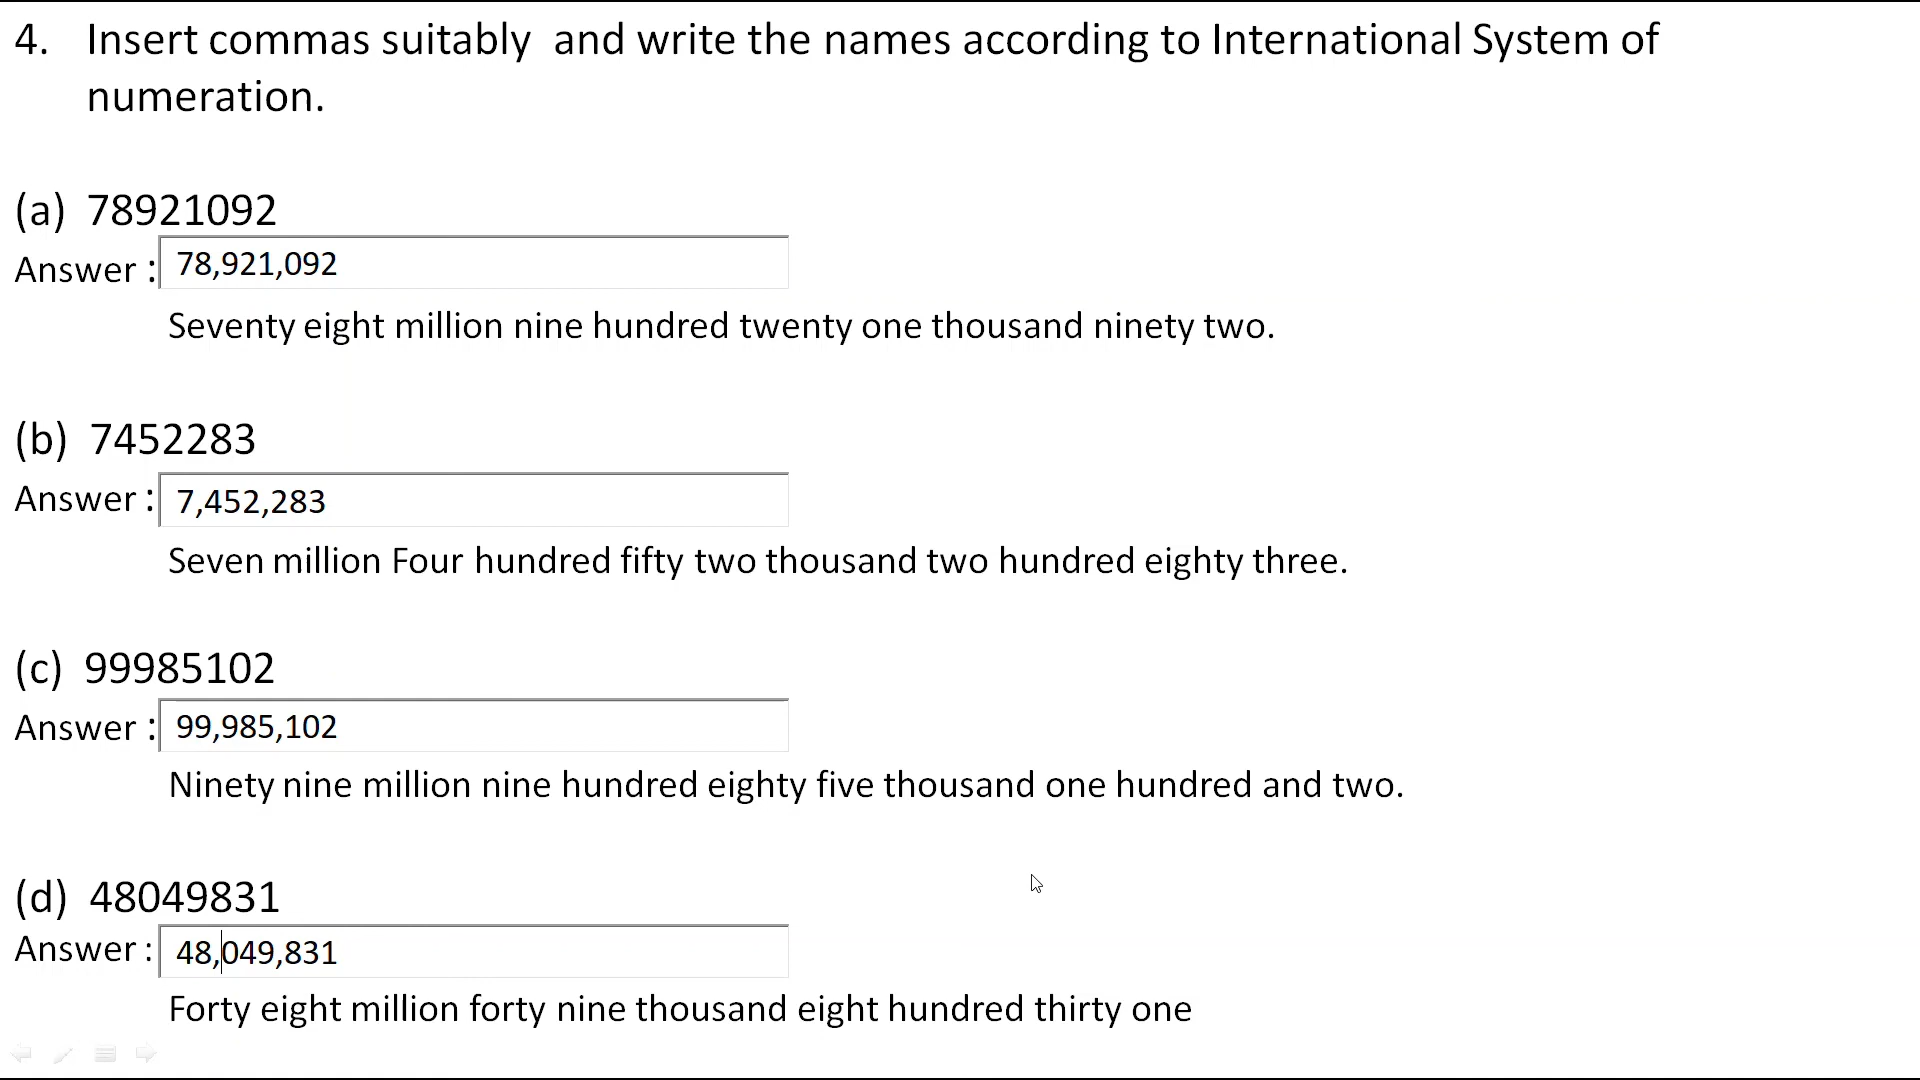 4. Insert commas suitably and write the names according to International System of
numeration.
(a) 78921092
Answer : 78,921,092
Seventy eight million nine hundred twenty one thousand ninety two.
(b) 7452283
Answer : 7,452,283
Seven million Four hundred fifty two thousand two hundred eighty three.
(c) 99985102
Answer : 99,985,102
Ninety nine million nine hundred eighty five thousand one hundred and two.
(d) 48049831
Answer : 48,049,831
Forty eight million forty nine thousand eight hundred thirty one